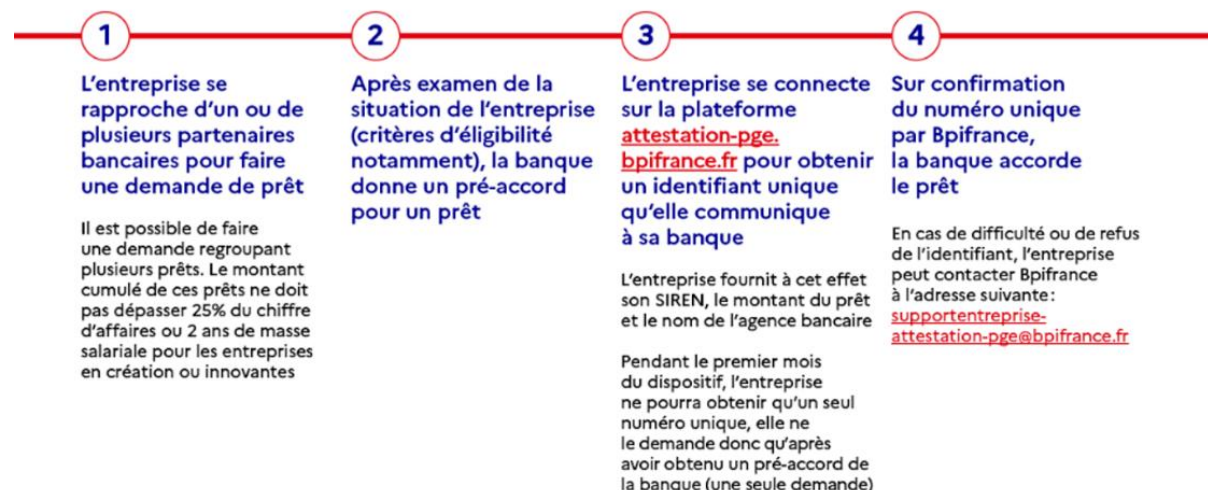 1
L'entreprise se
rapproche d'un ou de
plusieurs partenaires
bancaires pour faire
une demande de prêt
Il est possible de faire
une demande regroupant
plusieurs prêts. Le montant
cumulé de ces prêts ne doit
pas dépasser 25% du chiffre
d'affaires ou 2 ans de masse
salariale pour les entreprises
en création ou innovantes
2
Après examen de la
situation de l'entreprise
(critères d'éligibilité
notamment), la banque
donne un pré-accord
pour un prêt
3
L'entreprise se connecte
sur la plateforme
attestation-pge.
bpifrance.fr pour obtenir
un identifiant unique
qu'elle communique
à sa banque
L'entreprise fournit à cet effet
son SIREN, le montant du prêt
et le nom de l'agence bancaire
Pendant le premier mois
du dispositif, l'entreprise
ne pourra obtenir qu'un seul
numéro unique, elle ne
le demande donc qu'après
avoir obtenu un pré-accord de
la banque (une seule demande)
4
Sur confirmation
du numéro unique
par Bpifrance,
la banque accorde
le prêt
En cas de difficulté ou de refus
de l'identifiant, l'entreprise
peut contacter Bpifrance
à l'adresse suivante :
supportentreprise-
attestation-pge@bpifrance.fr